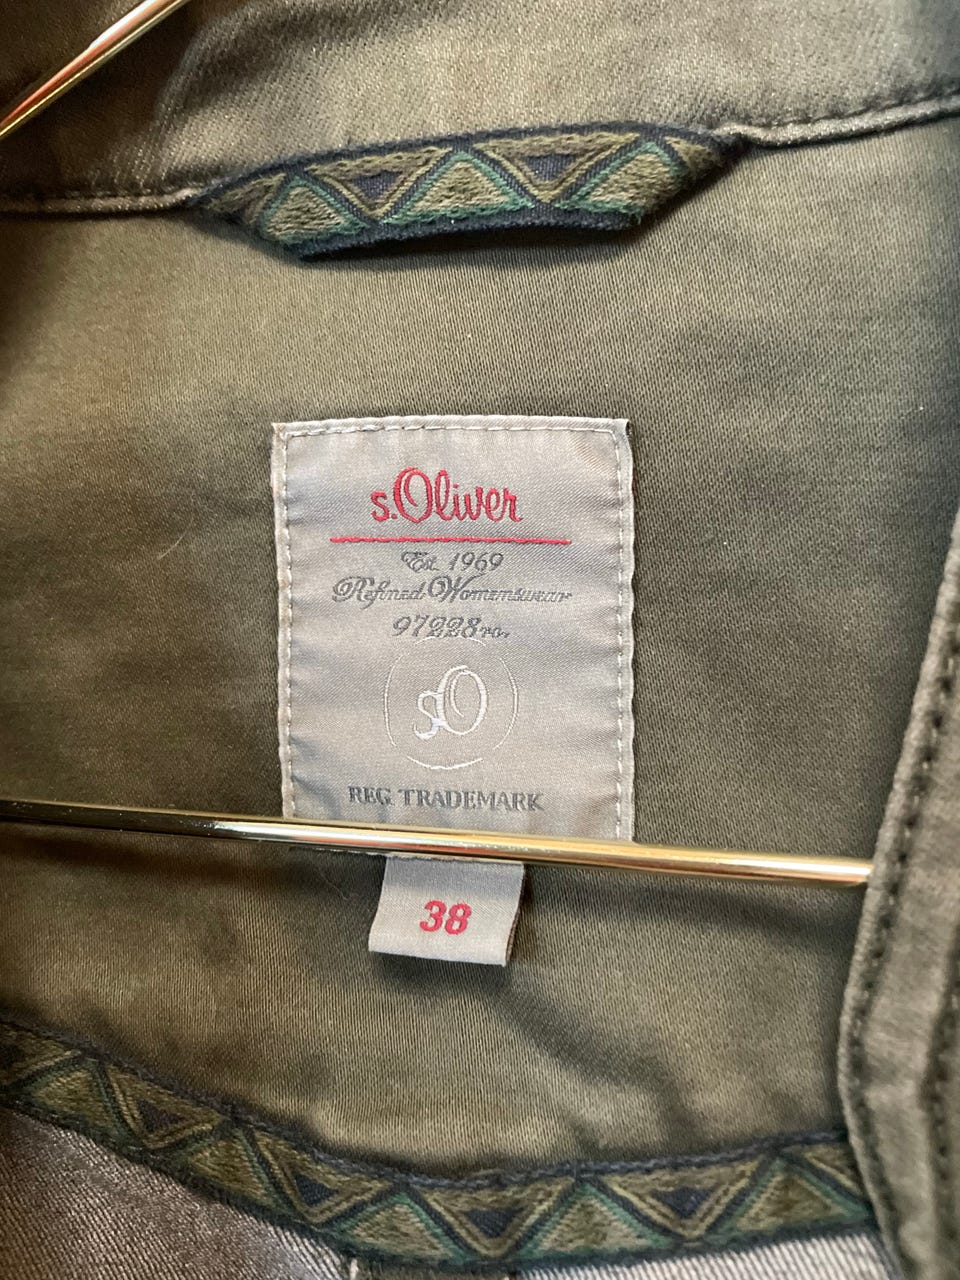 s.Oliver
Est. 1969
Refined Womenswear
97228ro.
sO
REG. TRADEMARK
38